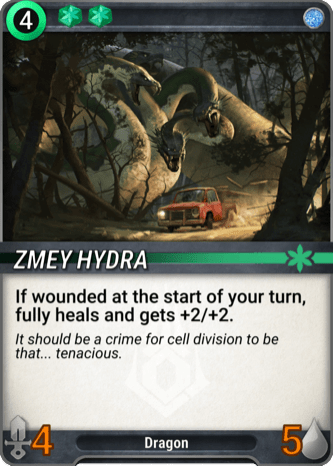 4
ZMEY HYDRA
If wounded at the start of your turn,
fully heals and gets +2/+2.
It should be a crime for cell division to be
that... tenacious.
4
Dragon
5